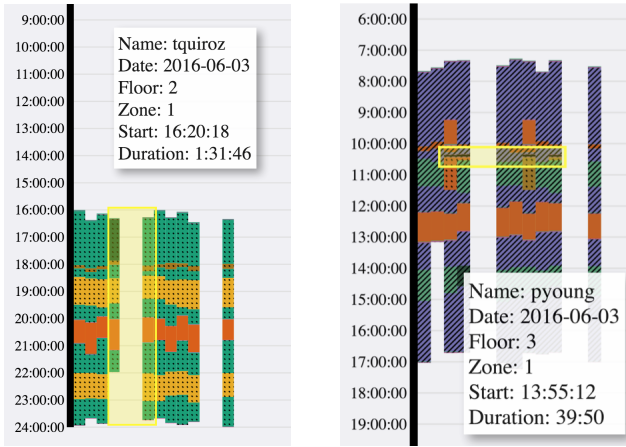 9:00:00
10:00:00
11:00:00
12:00:00
13:00:00
14:00:00
15:00:00
16:00:00
17:00:00
18:00:00
19:00:00
20:00:00
21:00:00
22:00:00
23:00:00
24:00:00
Name: tquiroz
Date: 2016-06-03
Floor: 2
Zone: 1
Start: 16:20:18
Duration: 1:31:46
6:00:00
7:00:00
8:00:00
9:00:00
10:00:00
11:00:00
12:00:00
13:00:00
14:00:00
15:00:00
16:00:00
17:00:00
18:00:00
19:00:00
Name: pyoung
Date: 2016-06-03
Floor: 3
Zone: 1
Start: 13:55:12
Duration: 39:50